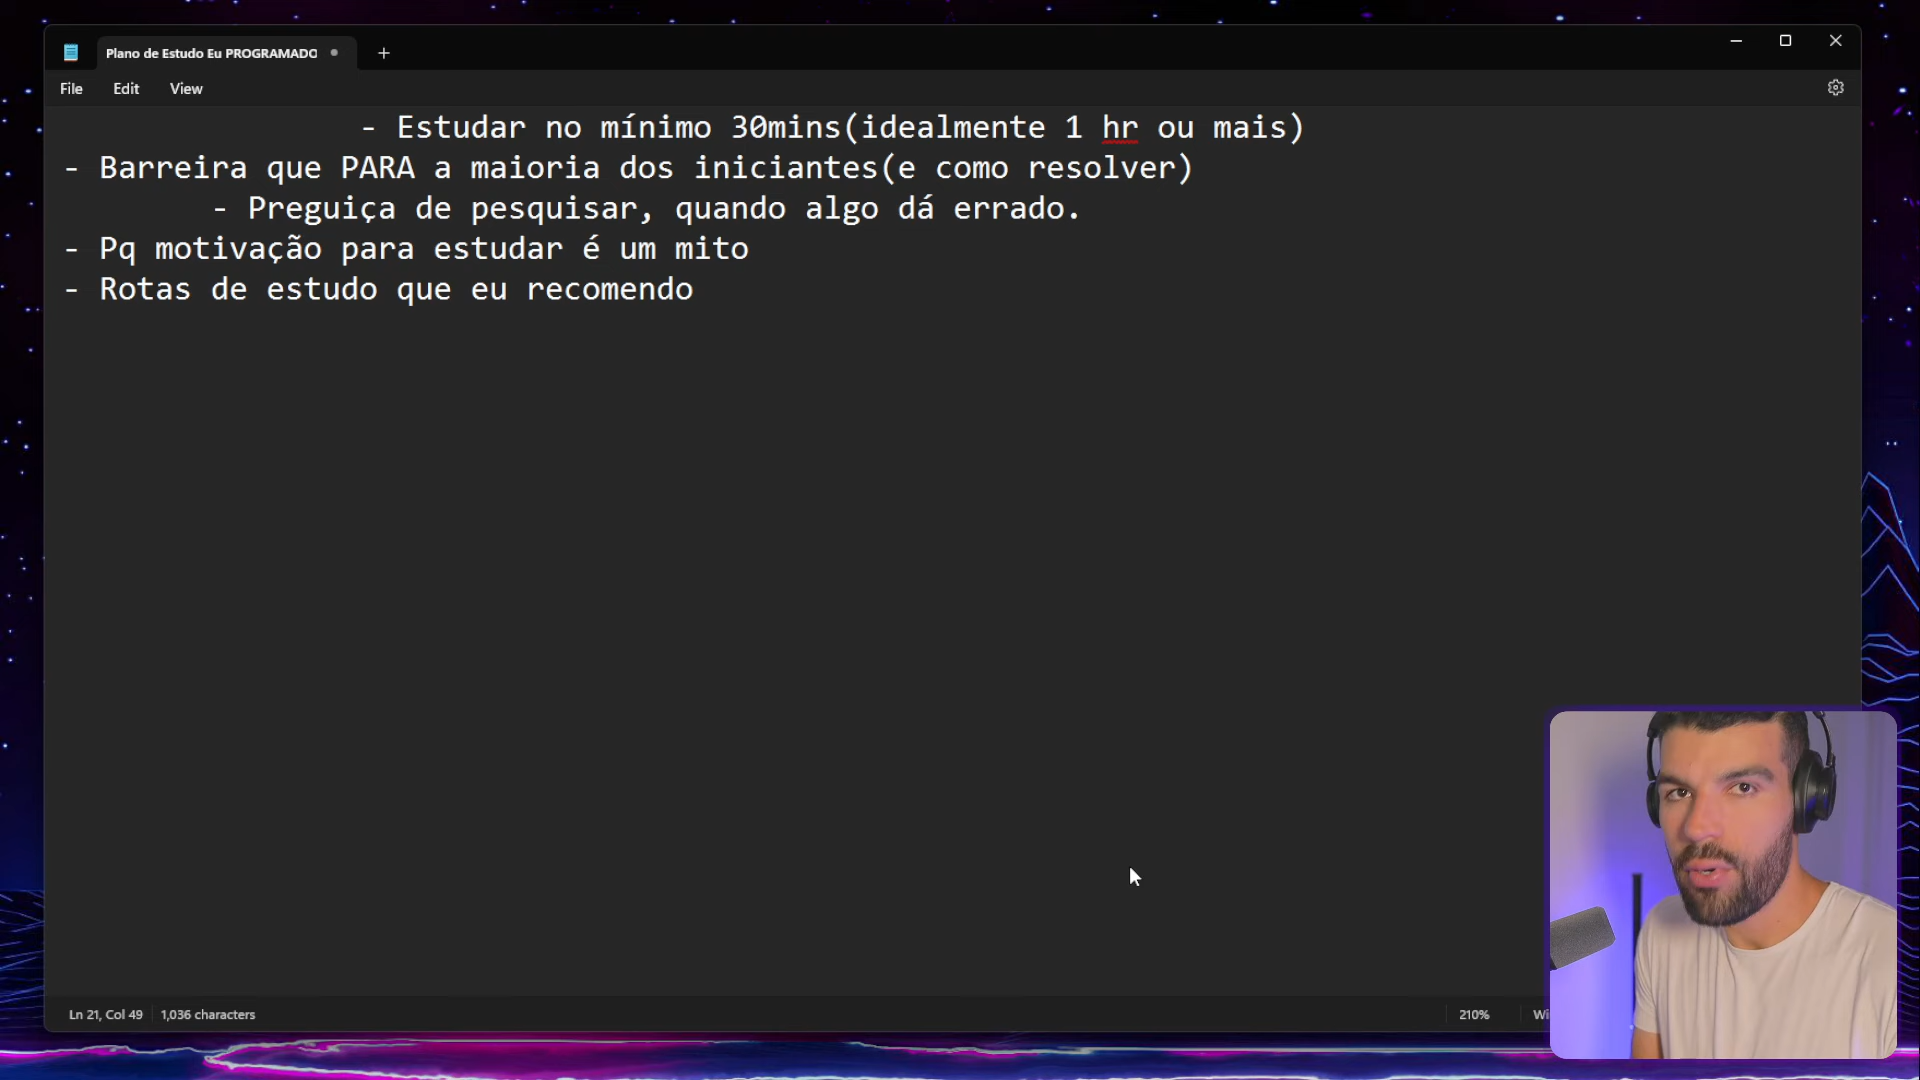 Plano de Estudo Eu PROGRAMADO
File Edit View
- Estudar no mínimo 30mins(idealmente 1 hr ou mais)
- Barreira que PARA a maioria dos iniciantes(e como resolver)
- Preguiça de pesquisar, quando algo dá errado.
- Pq motivação para estudar é um mito
- Rotas de estudo que eu recomendo
Ln 21, Col 49 1,036 characters 210%